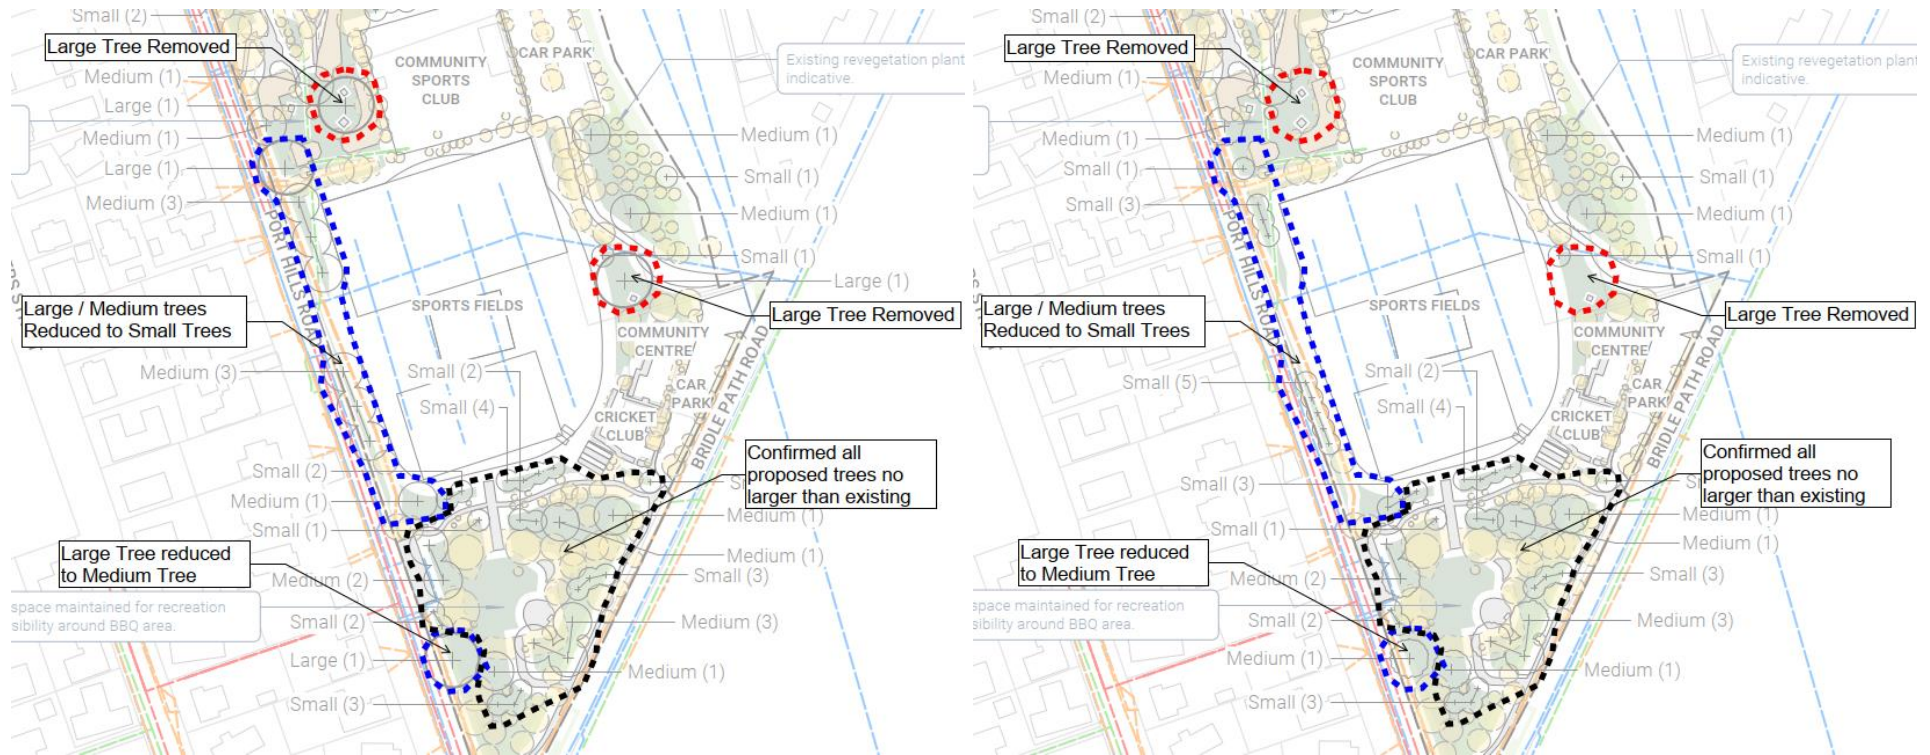 Small (2)
Large Tree Removed
Medium (1)
Large (1)
Medium (1)
Large (1)
Medium (3)
COMMUNITY
SPORTS
CLUB
CAR PARK
Existing revegetation plant
indicative.
Medium (1)
Small (1)
Medium (1)
Small (1)
Large (1)
Large Tree Removed
PORT HILLS ROAD
SPORTS FIELDS
Large / Medium trees
Reduced to Small Trees
Medium (3)
Small (2)
Small (4)
COMMUNITY
CENTRE
CAR
PARK
CRICKET
CLUB
BRIDLE PATH ROAD
Confirmed all
proposed trees no
larger than existing
Small (2)
Medium (1)
Small (1)
Large Tree reduced
to Medium Tree
Medium (2)
space maintained for recreation
sibility around BBQ area.
Small (2)
Large (1)
Small (3)
Medium (1)
Medium (1)
Small (3)
Medium (3)
Medium (1)
Small (2)
Large Tree Removed
Medium (1)
Medium (1)
Small (1)
Small (3)
COMMUNITY
SPORTS
CLUB
CAR PARK
Existing revegetation plant
indicative.
Medium (1)
Small (1)
Medium (1)
Small (1)
Large Tree Removed
PORT HILLS ROAD
SPORTS FIELDS
Large / Medium trees
Reduced to Small Trees
Small (5)
Small (2)
Small (4)
COMMUNITY
CENTRE
CAR
PARK
CRICKET
CLUB
BRIDLE PATH ROAD
Confirmed all
proposed trees no
larger than existing
Small (3)
Small (1)
Large Tree reduced
to Medium Tree
Medium (2)
space maintained for recreation
sibility around BBQ area.
Small (2)
Medium (1)
Small (3)
Medium (1)
Medium (1)
Small (3)
Medium (3)
Medium (1)